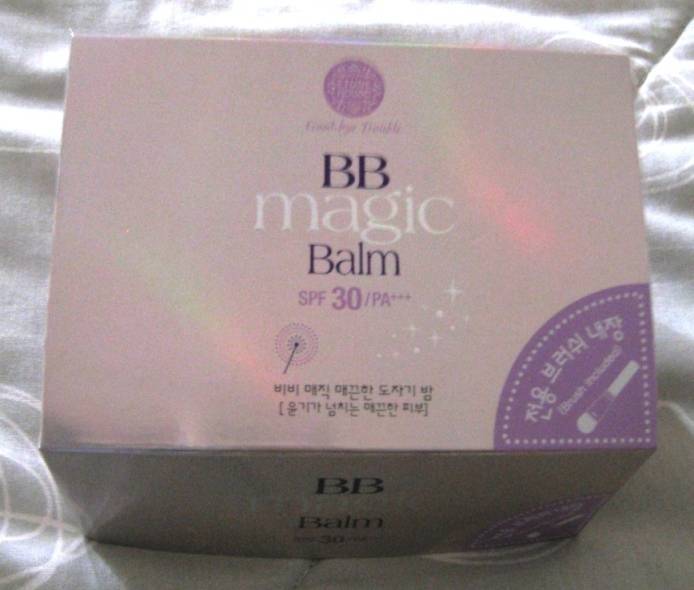 Good-bye Trouble
BB
magic
Balm
SPF 30/PA+++
비비 매직 매끈한 도자기 밤
[ 윤기가 넘치는 매끈한 피부]
전용 브러쉬 내장
(Brush Included)
BB
Balm